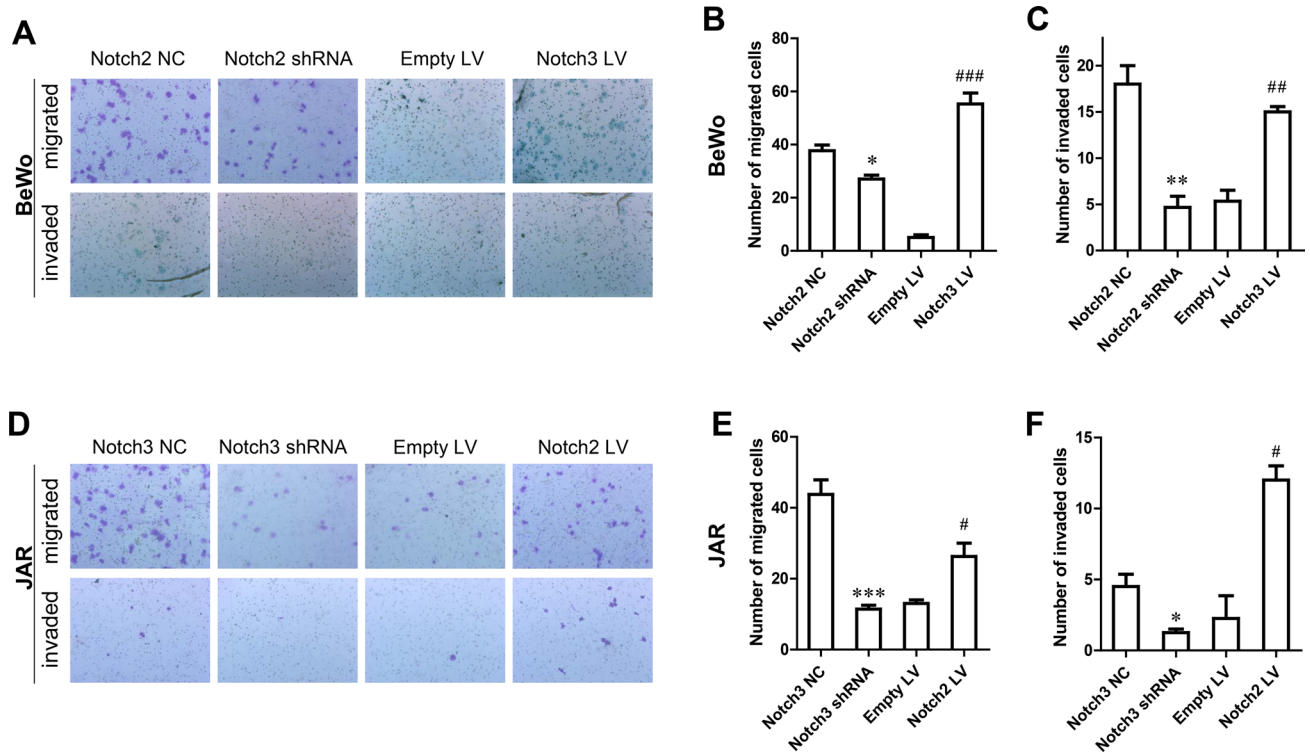 A
Notch2 NC Notch2 shRNA Empty LV Notch3 LV
BeWo
migrated
invaded
B
Number of migrated cells
80
60
40
20
0
*
###
Notch2 NC
Notch2 shRNA
Empty LV
Notch3 LV
BeWo
C
Number of invaded cells
20
15
10
5
0
**
##
Notch2 NC
Notch2 shRNA
Empty LV
Notch3 LV
D
Notch3 NC Notch3 shRNA Empty LV Notch2 LV
JAR
migrated
invaded
E
Number of migrated cells
60
40
20
0
***
#
Notch3 NC
Notch3 shRNA
Empty LV
Notch2 LV
JAR
F
Number of invaded cells
15
10
5
0
*
#
Notch3 NC
Notch3 shRNA
Empty LV
Notch2 LV